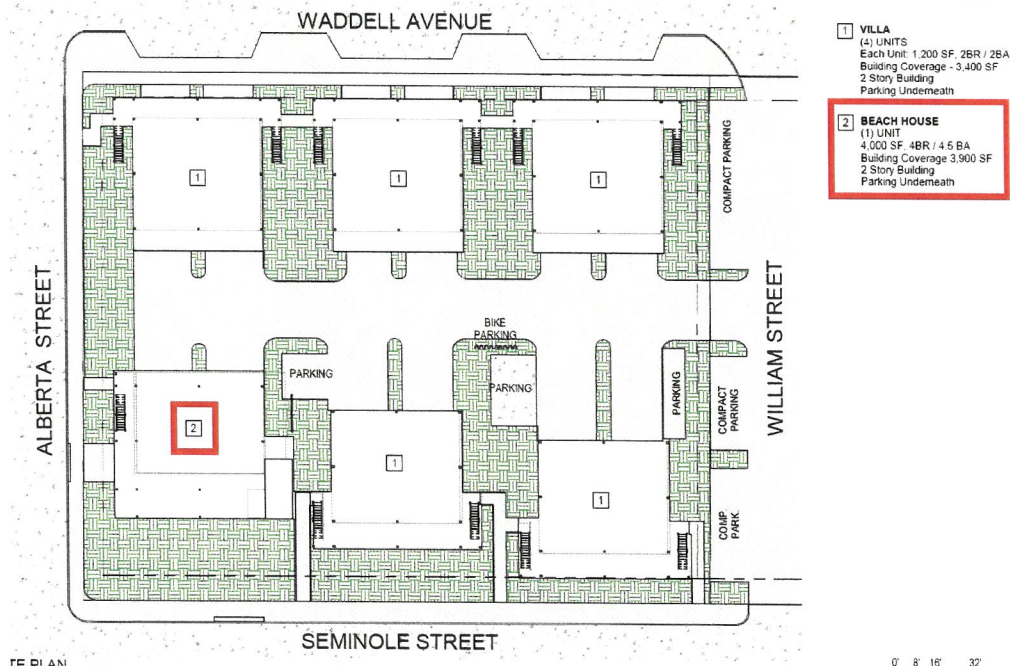 WADDELL AVENUE
1 VILLA
(4) UNITS
Each Unit: 1,200 SF, 2BR / 2BA
Building Coverage - 3,400 SF
2 Story Building
Parking Underneath
2 BEACH HOUSE
(1) UNIT
4,000 SF, 4BR / 4.5 BA
Building Coverage 3,900 SF
2 Story Building
Parking Underneath
COMPACT PARKING
1
1
1
ALBERTA STREET
WILLIAM STREET
BIKE
PARKING
PARKING
PARKING
PARKING
COMPACT
PARKING
2
1
1
COMP.
PARK.
SEMINOLE STREET
TE PLAN
0' 8' 16' 32'